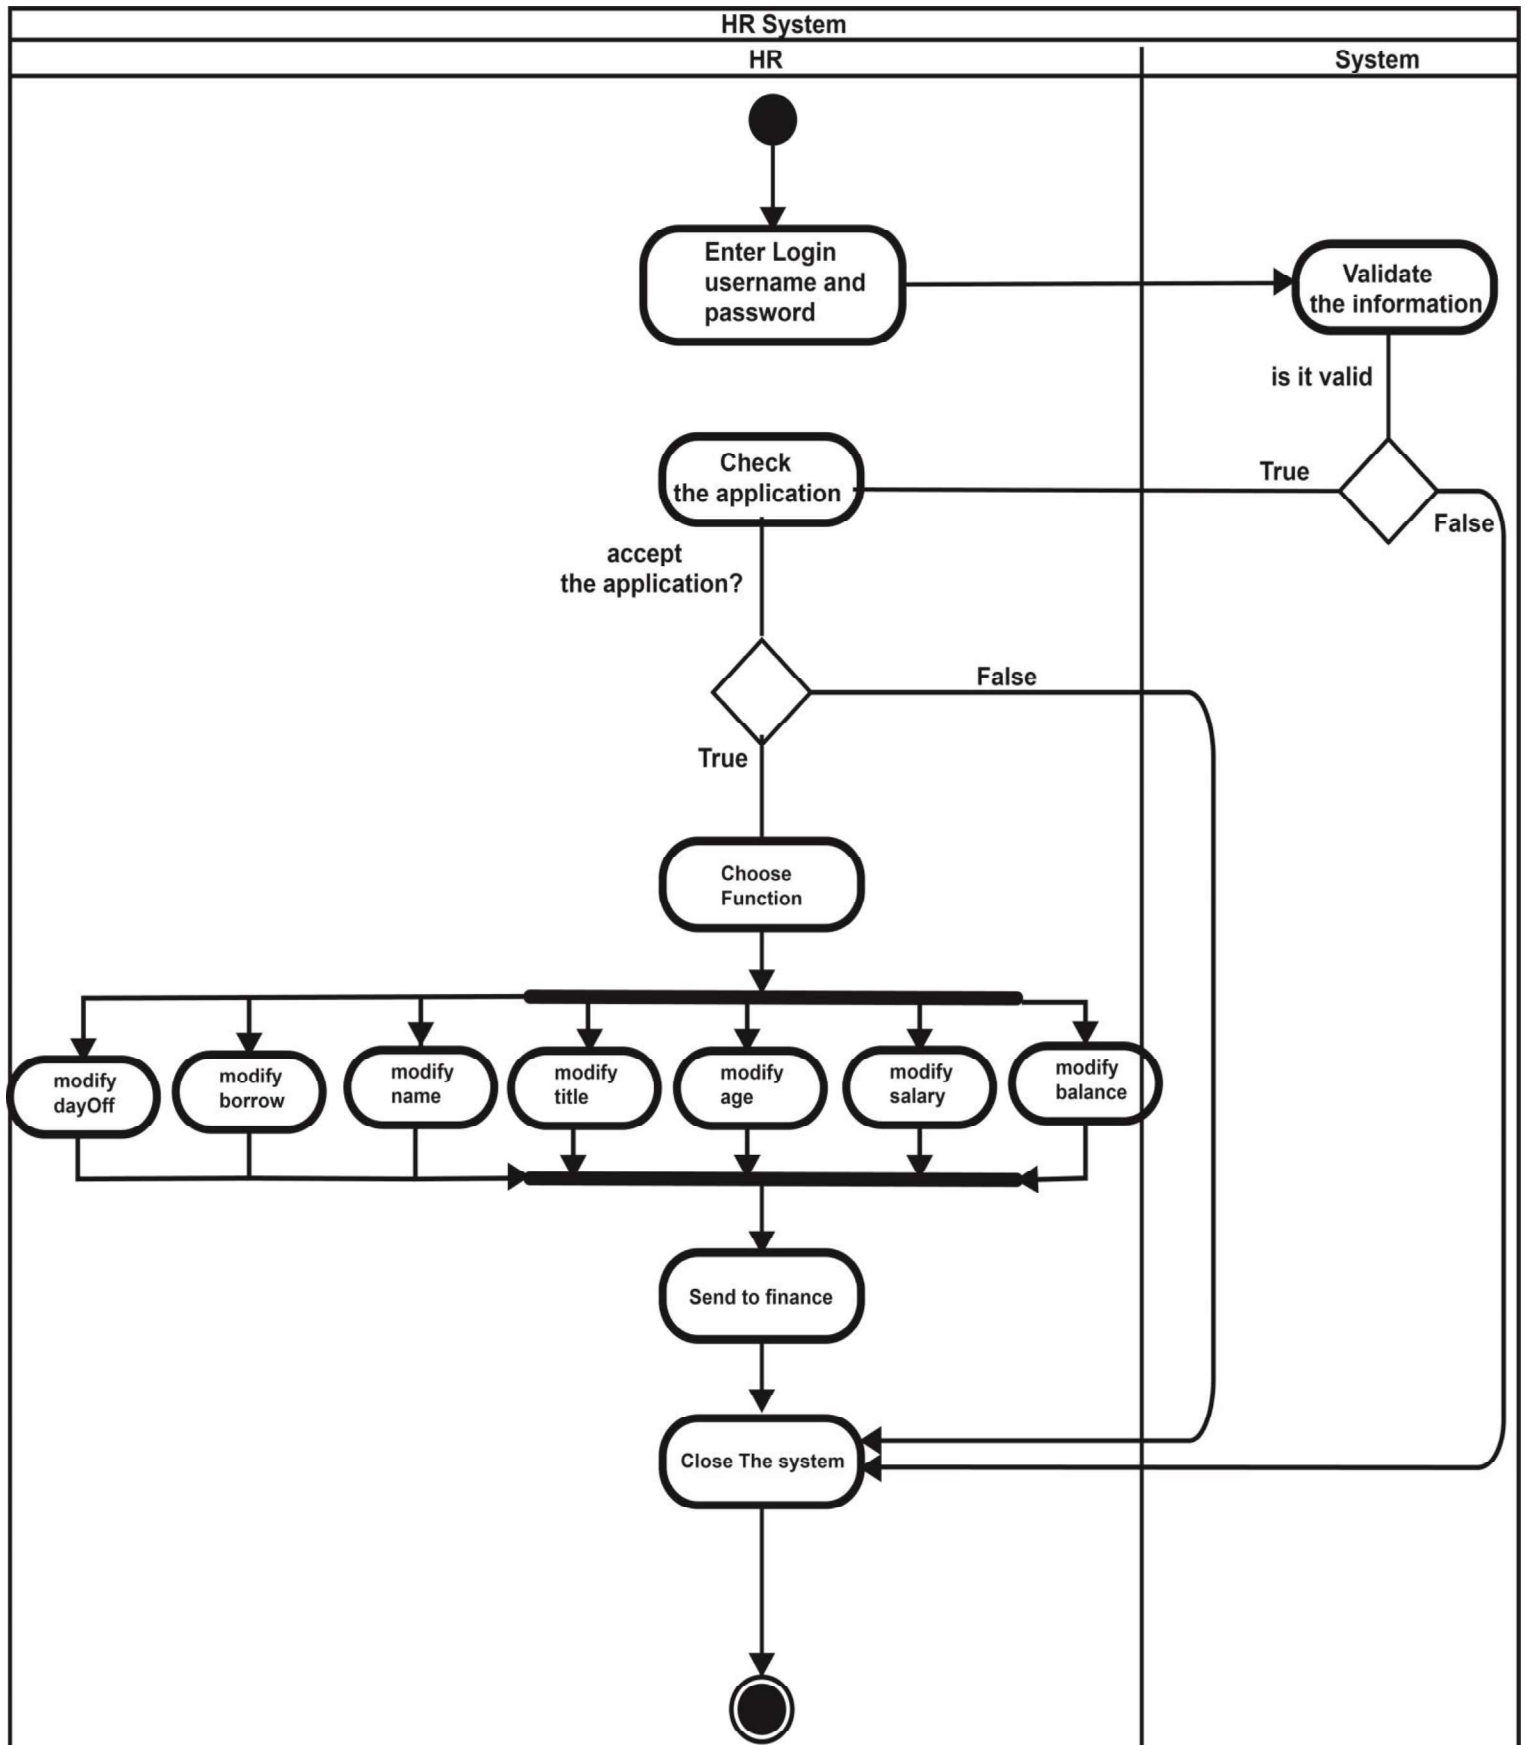 HR System
HR
System
Enter Login
username and
password
Validate
the information
is it valid
Check
the application
True
False
accept
the application?
False
True
Choose
Function
modify
dayOff
modify
borrow
modify
name
modify
title
modify
age
modify
salary
modify
balance
Send to finance
Close The system